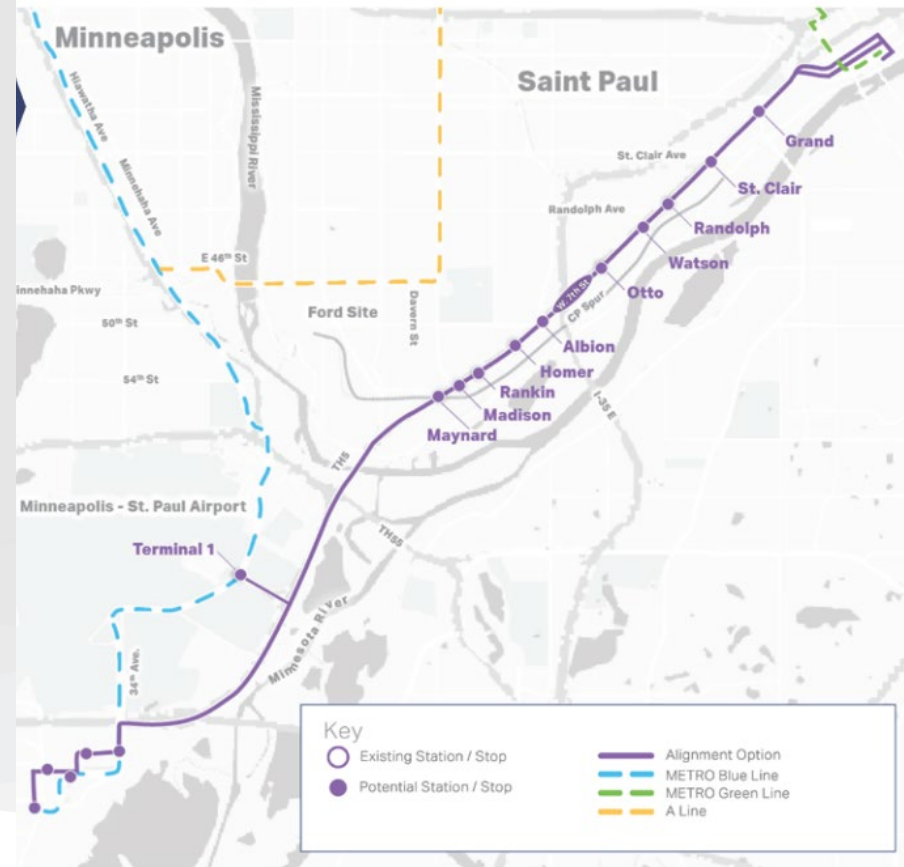 Minneapolis
Saint Paul
Hiawatha Ave
Minnehaha Ave
Mississippi River
Grand
St. Clair Ave
St. Clair
Randolph Ave
Randolph
Watson
E 46th St
Otto
W. 7th St
CP Spur
innehaha Pkwy
50th St
Ford Site
Davern St
Albion
Homer
54th St
Rankin
Madison
Maynard
I-35 E
TH5
Minneapolis - St. Paul Airport
TH55
Terminal 1
Minnesota River
34th Ave.
Key
Existing Station / Stop
Potential Station / Stop
Alignment Option
METRO Blue Line
METRO Green Line
A Line